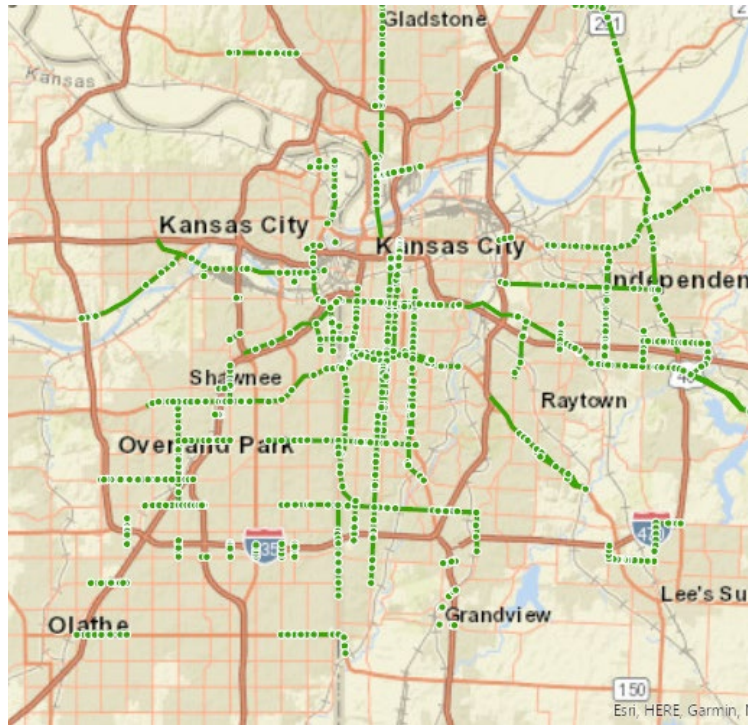 Gladstone
291
Kansas
Kansas City
Kansas City
Independen
Shawnee
Raytown
Overland Park
Grandview
Lee's Su
Olathe
150
Esri, HERE, Garmin,